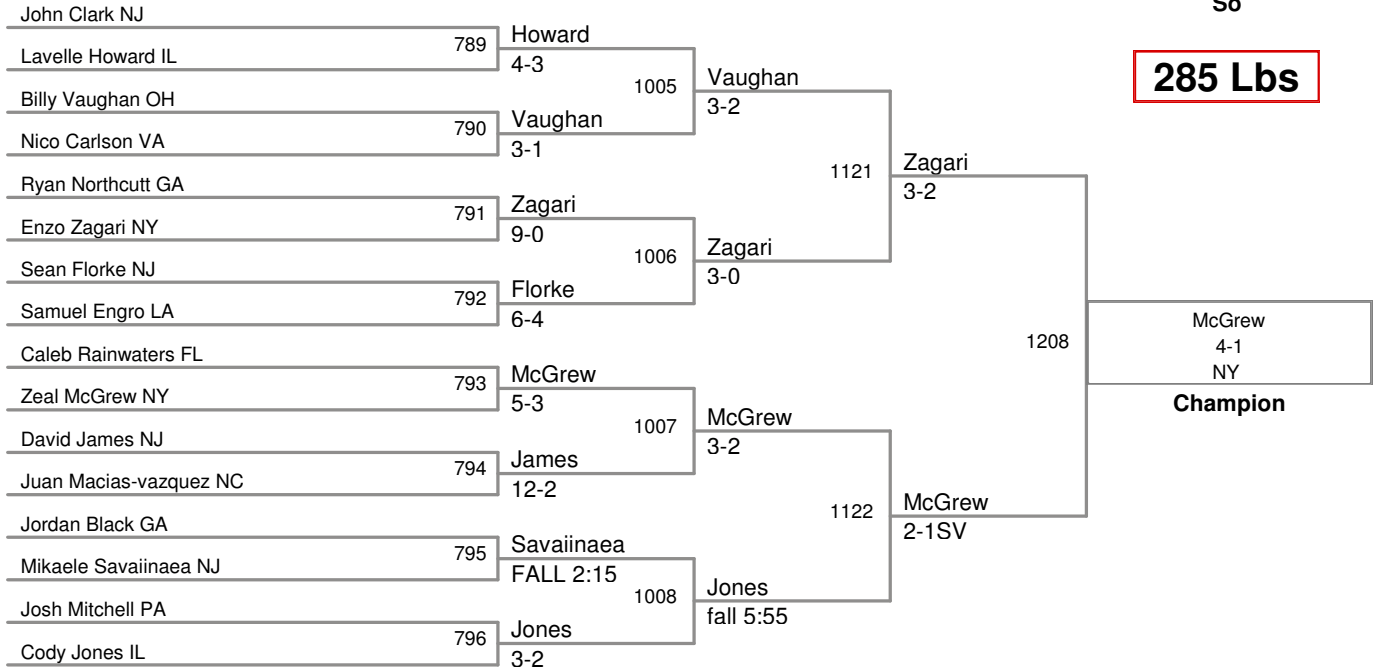 So
285 Lbs
John Clark NJ
Lavelle Howard IL
Billy Vaughan OH
Nico Carlson VA
Ryan Northcutt GA
Enzo Zagari NY
Sean Florke NJ
Samuel Engro LA
Caleb Rainwaters FL
Zeal McGrew NY
David James NJ
Juan Macias-vazquez NC
Jordan Black GA
Mikaele Savaiinaea NJ
Josh Mitchell PA
Cody Jones IL
789
790
791
792
793
794
795
796
Howard
4-3
Vaughan
3-1
Zagari
9-0
Florke
6-4
McGrew
5-3
James
12-2
Savaiinaea
FALL 2:15
Jones
3-2
1005
1006
1007
1008
Vaughan
3-2
Zagari
3-0
McGrew
3-2
Jones
fall 5:55
1121
1122
Zagari
3-2
McGrew
2-1SV
1208
McGrew
4-1
NY
Champion